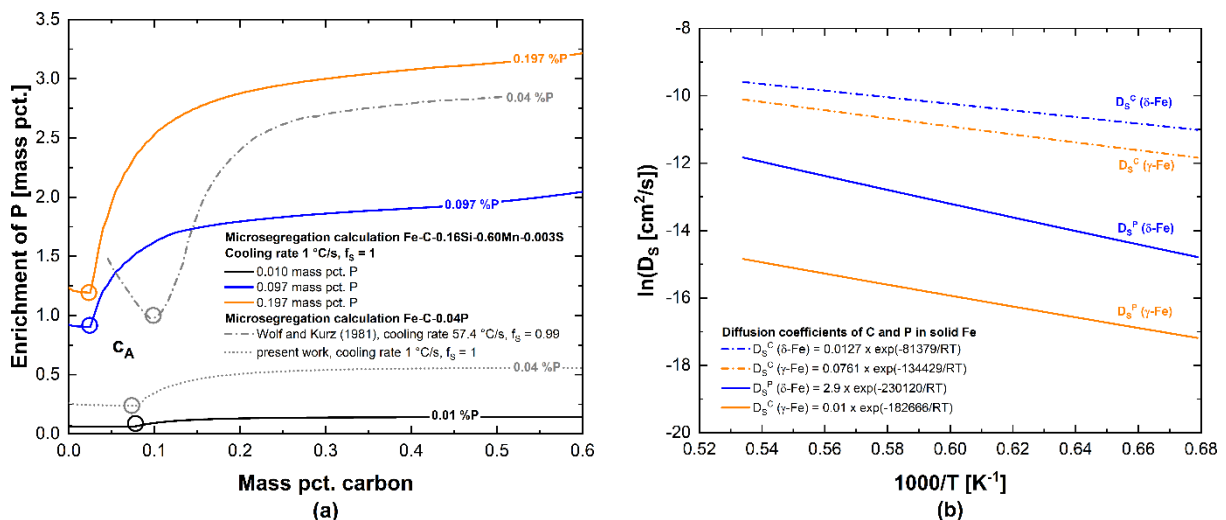 Enrichment of P [mass pct.]
3.5
3.0
2.5
2.0
1.5
1.0
0.5
0.0
0.197 %P
0.04 %P
0.097 %P
Microsegregation calculation Fe-C-0.16Si-0.60Mn-0.003S
Cooling rate 1 °C/s, fS = 1
0.010 mass pct. P
0.097 mass pct. P
0.197 mass pct. P
Microsegregation calculation Fe-C-0.04P
Wolf and Kurz (1981), cooling rate 57.4 °C/s, fS = 0.99
present work, cooling rate 1 °C/s, fS = 1
CA
0.04 %P
0.01 %P
0.0 0.1 0.2 0.3 0.4 0.5 0.6
Mass pct. carbon
(a)
ln(DS [cm²/s])
-8
-10
-12
-14
-16
-18
-20
DSC (δ-Fe)
DSC (γ-Fe)
DSP (δ-Fe)
DSP (γ-Fe)
Diffusion coefficients of C and P in solid Fe
DSC (δ-Fe) = 0.0127 x exp(-81379/RT)
DSC (γ-Fe) = 0.0761 x exp(-134429/RT)
DSP (δ-Fe) = 2.9 x exp(-230120/RT)
DSC (γ-Fe) = 0.01 x exp(-182666/RT)
0.52 0.54 0.56 0.58 0.60 0.62 0.64 0.66 0.68
1000/T [K⁻¹]
(b)